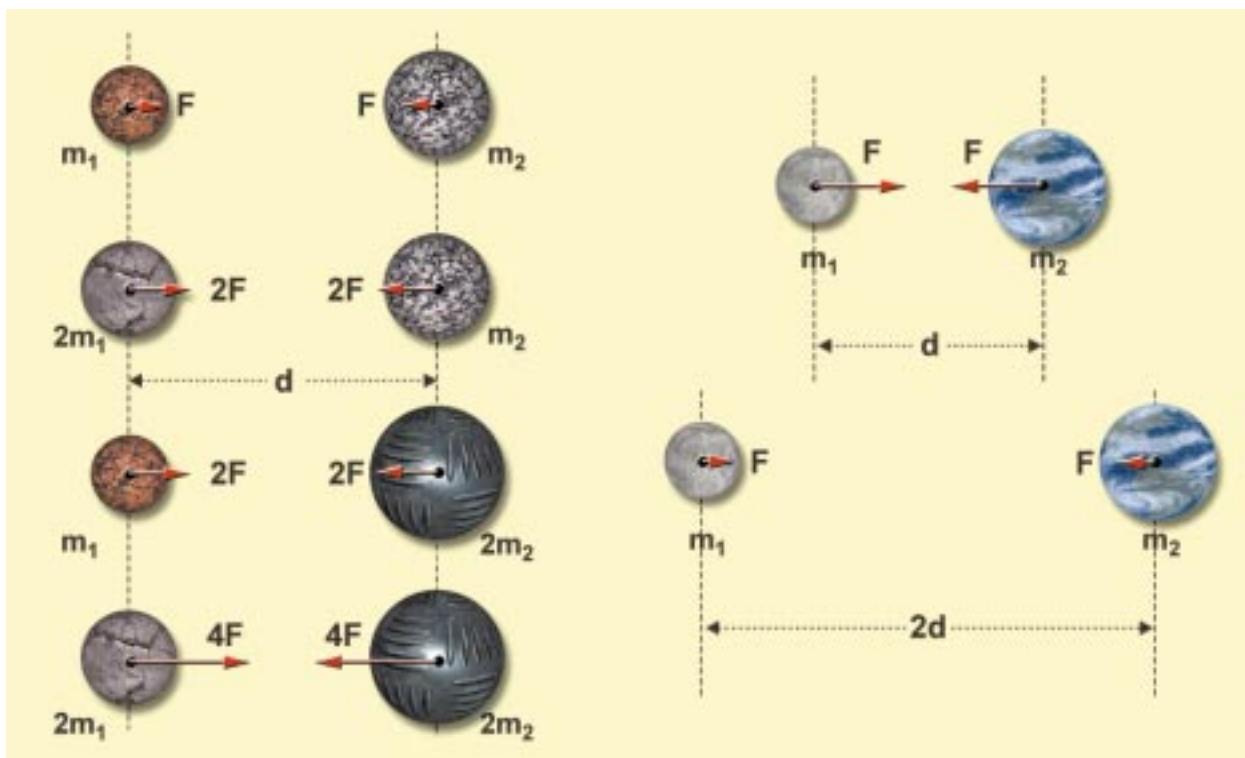 F F
m₁ m₂
2F 2F
2m₁ m₂
d
2F 2F
m₁ 2m₂
4F 4F
2m₁ 2m₂
F F
m₁ m₂
d
F F
m₁ m₂
2d